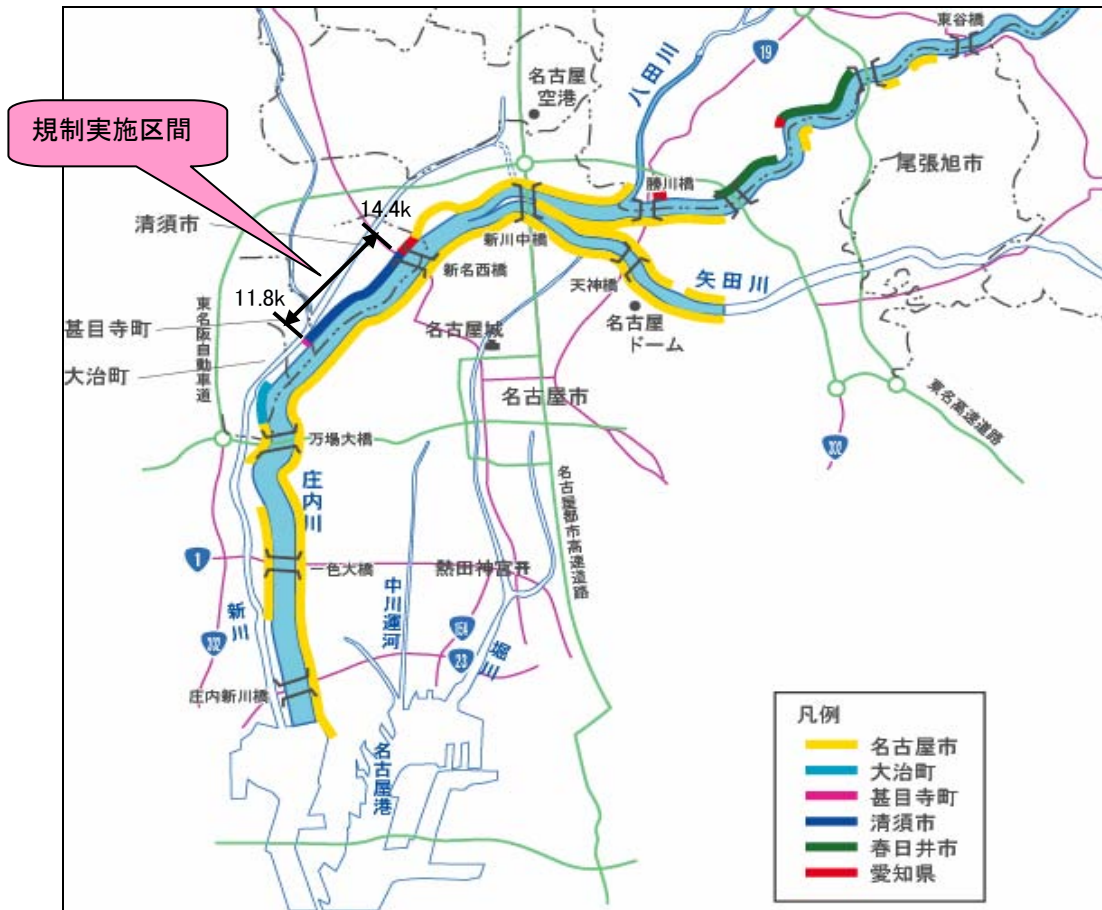 東谷橋
19
名古屋
空港
八田川
規制実施区間
尾張旭市
勝川橋
14.4k
清須市
新川中橋
新名西橋
天神橋
矢田川
11.8k
甚目寺町
東名阪自動車道
名古屋城
名古屋
ドーム
大治町
名古屋市
東名高速道路
302
万場大橋
庄内川
名古屋都市高速道路
1
一色大橋
熱田神宮
中川運河
新川
154
302
23
庄内新川橋
名古屋港
凡例
名古屋市
大治町
甚目寺町
清須市
春日井市
愛知県